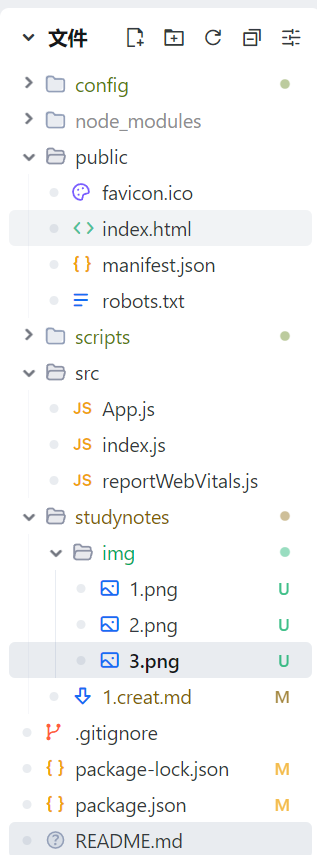 文件
config
node_modules
public
favicon.ico
index.html
manifest.json
robots.txt
scripts
src
JS App.js
JS index.js
JS reportWebVitals.js
studynotes
img
1.png U
2.png U
3.png U
1.creat.md M
.gitignore
{} package-lock.json M
{} package.json M
README.md